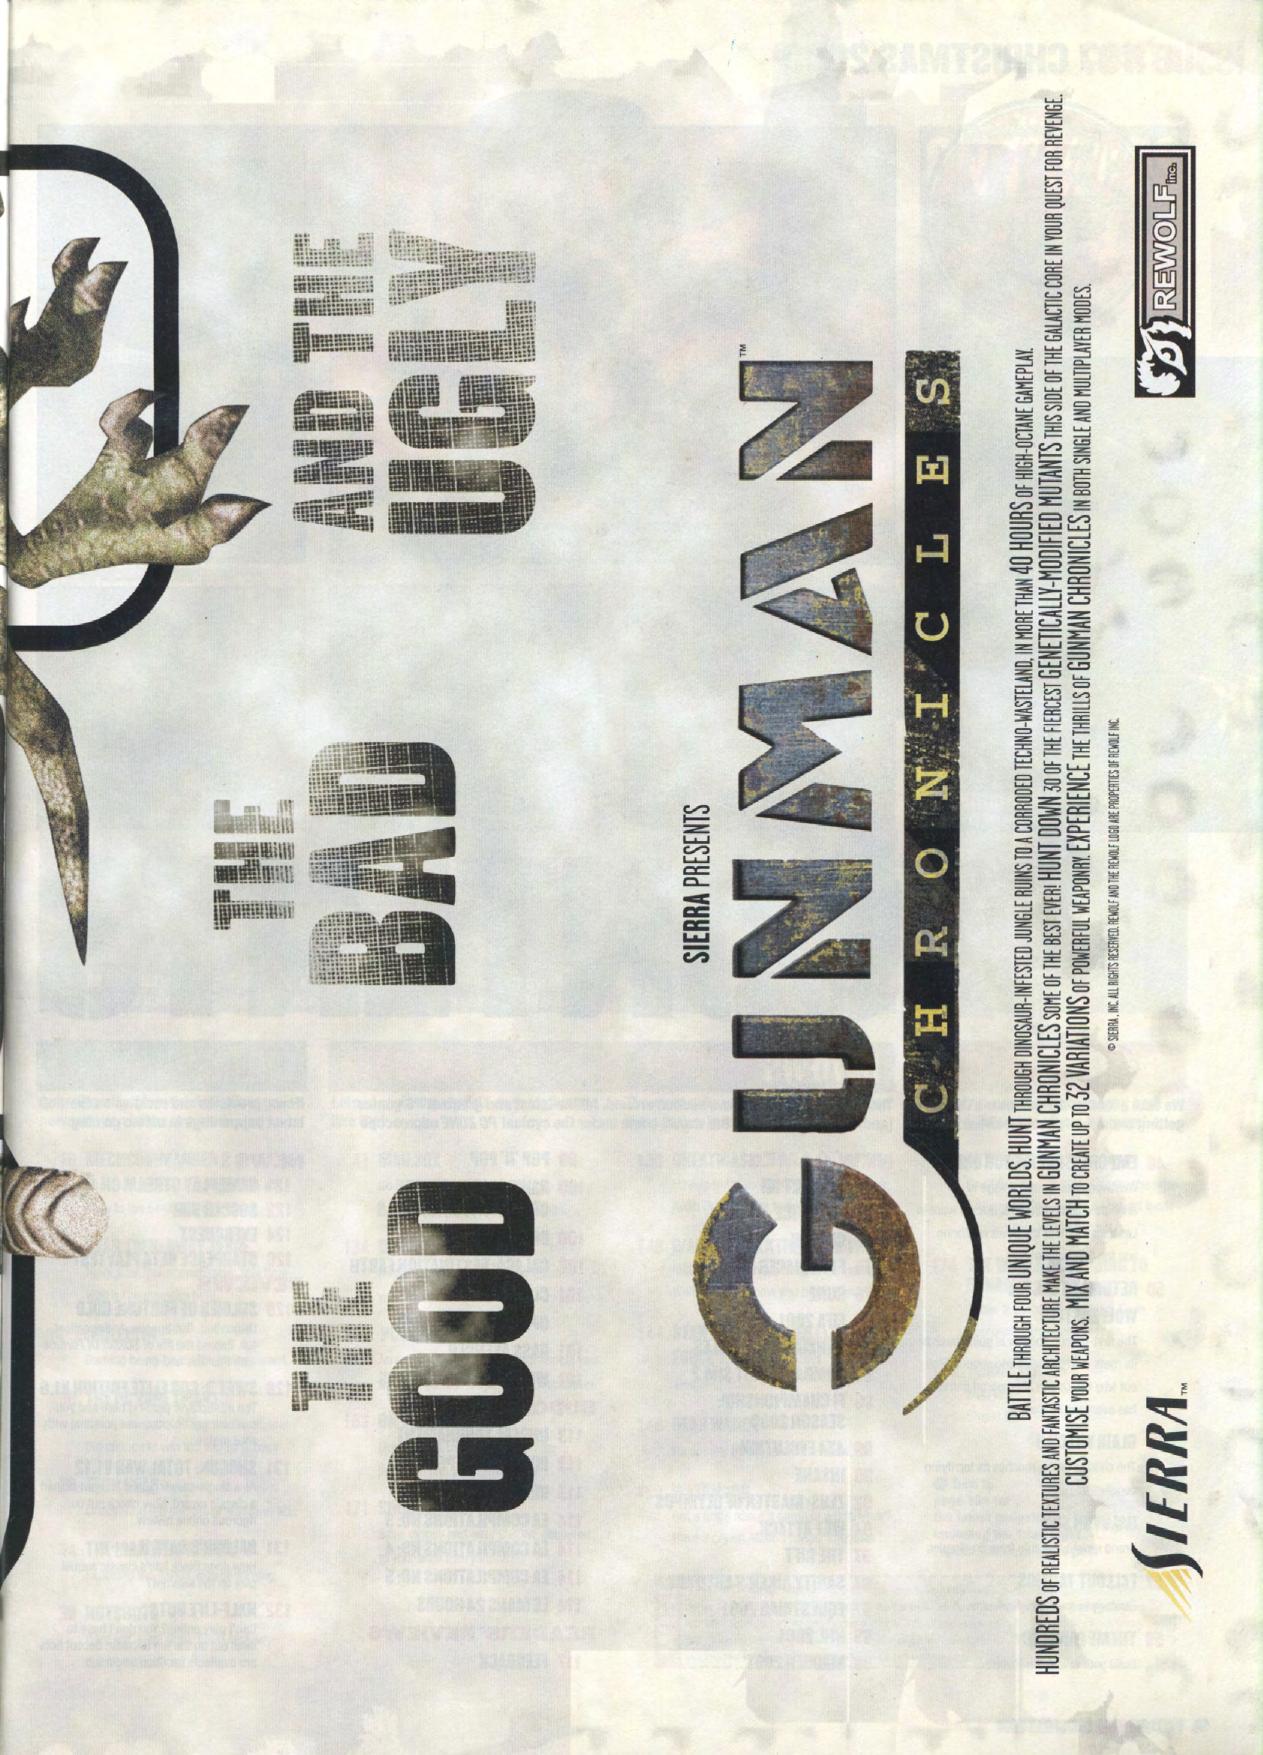 THE
GOOD
THE
BAD
AND THE
UGLY
SIERRA PRESENTS
GUNMAN™
CHRONICLES
BATTLE THROUGH FOUR UNIQUE WORLDS. HUNT THROUGH DINOSAUR-INFESTED JUNGLE RUINS TO A CORRODED TECHNO-WASTELAND, IN MORE THAN 40 HOURS OF HIGH-OCTANE GAMEPLAY.
HUNDREDS OF REALISTIC TEXTURES AND FANTASTIC ARCHITECTURE MAKE THE LEVELS IN GUNMAN CHRONICLES SOME OF THE BEST EVER! HUNT DOWN 30 OF THE FIERCEST GENETICALLY-MODIFIED MUTANTS THIS SIDE OF THE GALACTIC CORE IN YOUR QUEST FOR REVENGE.
CUSTOMISE YOUR WEAPONS. MIX AND MATCH TO CREATE UP TO 32 VARIATIONS OF POWERFUL WEAPONRY. EXPERIENCE THE THRILLS OF GUNMAN CHRONICLES IN BOTH SINGLE AND MULTIPLAYER MODES.
© SIERRA, INC. ALL RIGHTS RESERVED. REWOLF AND THE REWOLF LOGO ARE PROPERTIES OF REWOLF INC.
SIERRA™
REWOLF inc.